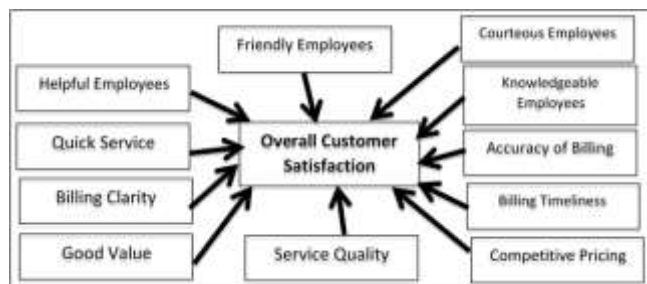 Friendly Employees
Courteous Employees
Helpful Employees
Knowledgeable
Employees
Quick Service
Overall Customer
Satisfaction
Accuracy of Billing
Billing Clarity
Billing Timeliness
Good Value
Service Quality
Competitive Pricing